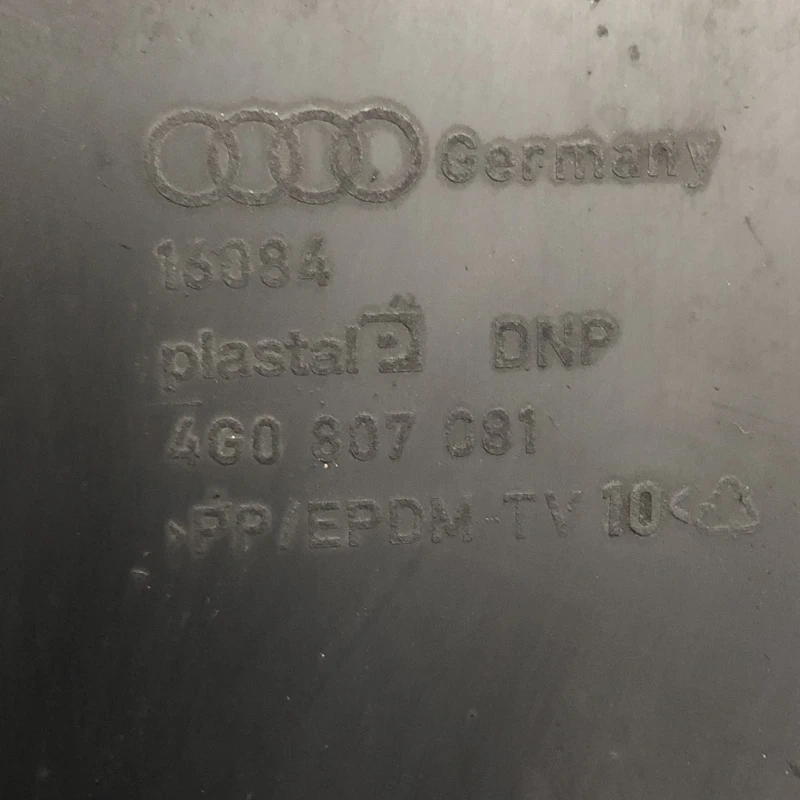 Germany
16084
plastal DNP
4G0 807 081
>PP/EPDM-TV 10<